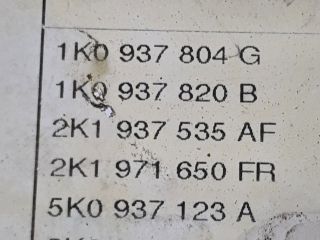 1K0 937 804 G
1K0 937 820 B
2K1 937 535 AF
2K1 971 650 FR
5K0 937 123 A